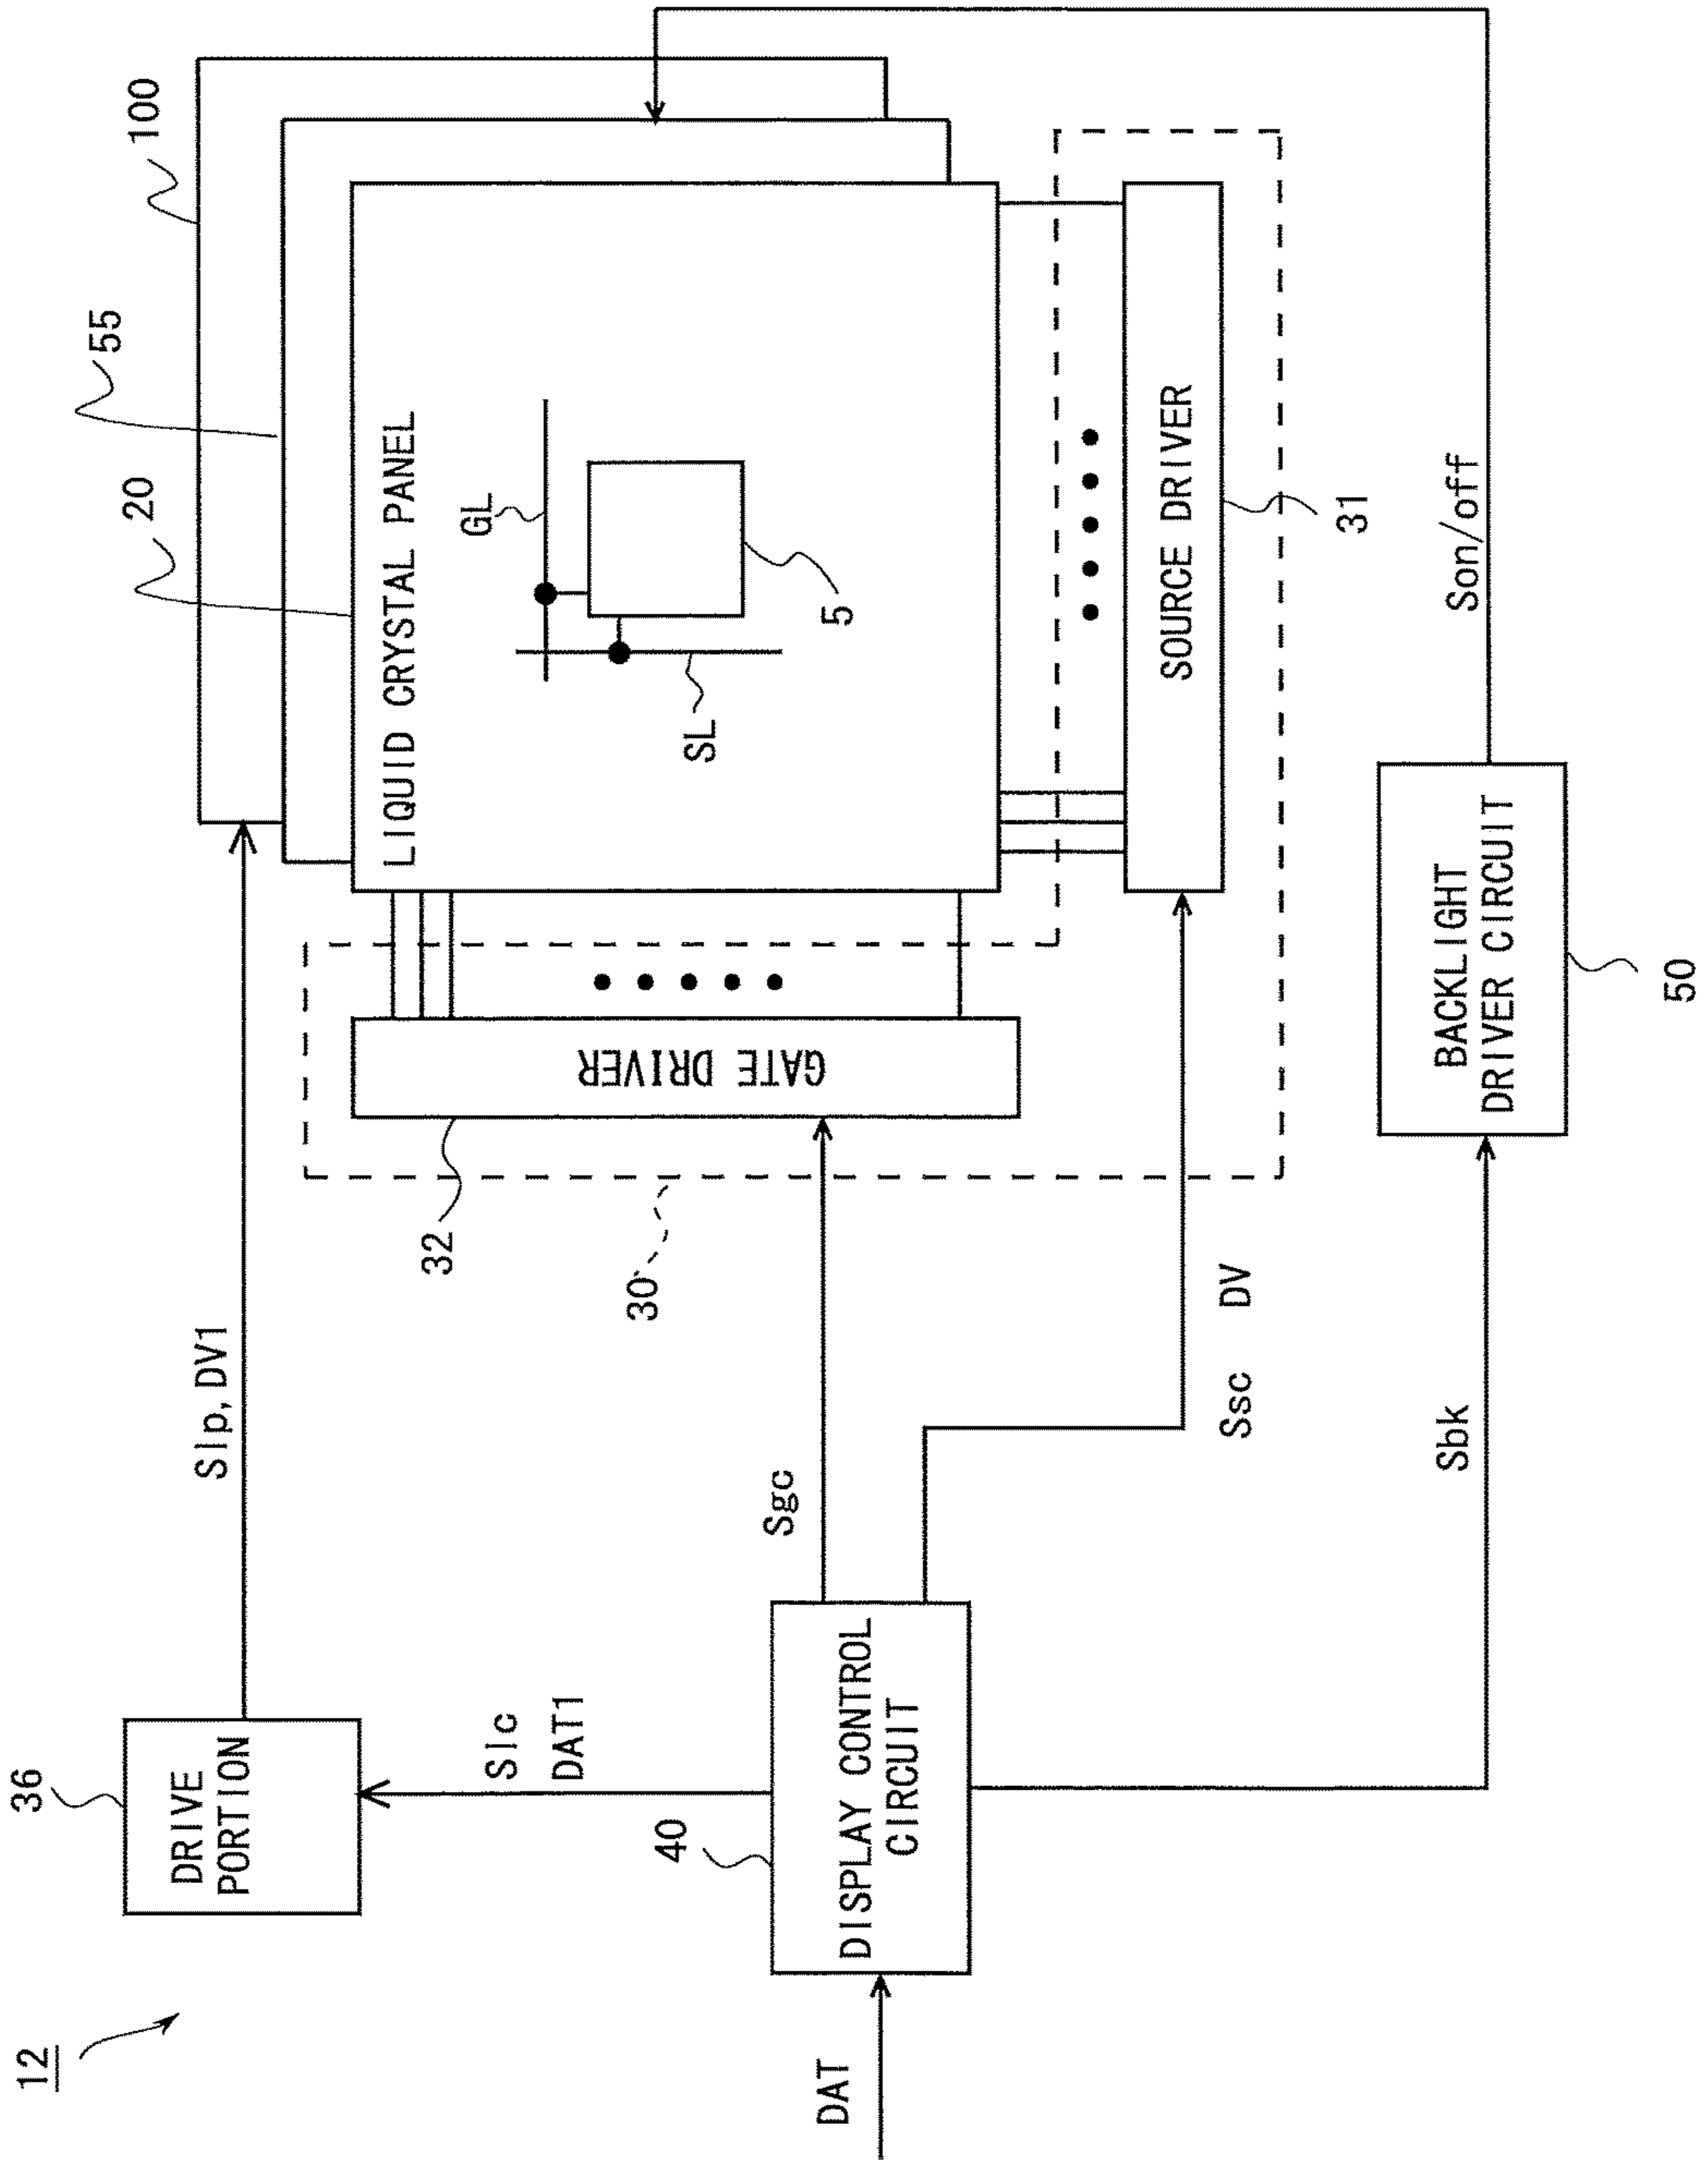 12
36
DRIVE
PORTION
Slp, DV1
100
55
20
Slc
DAT1
32
30
LIQUID CRYSTAL PANEL
GL
SL
5
GATE DRIVER
Sgc
40
DISPLAY CONTROL
CIRCUIT
DAT
SOURCE DRIVER
31
Ssc DV
Sbk
Son/off
BACKLIGHT
DRIVER CIRCUIT
50